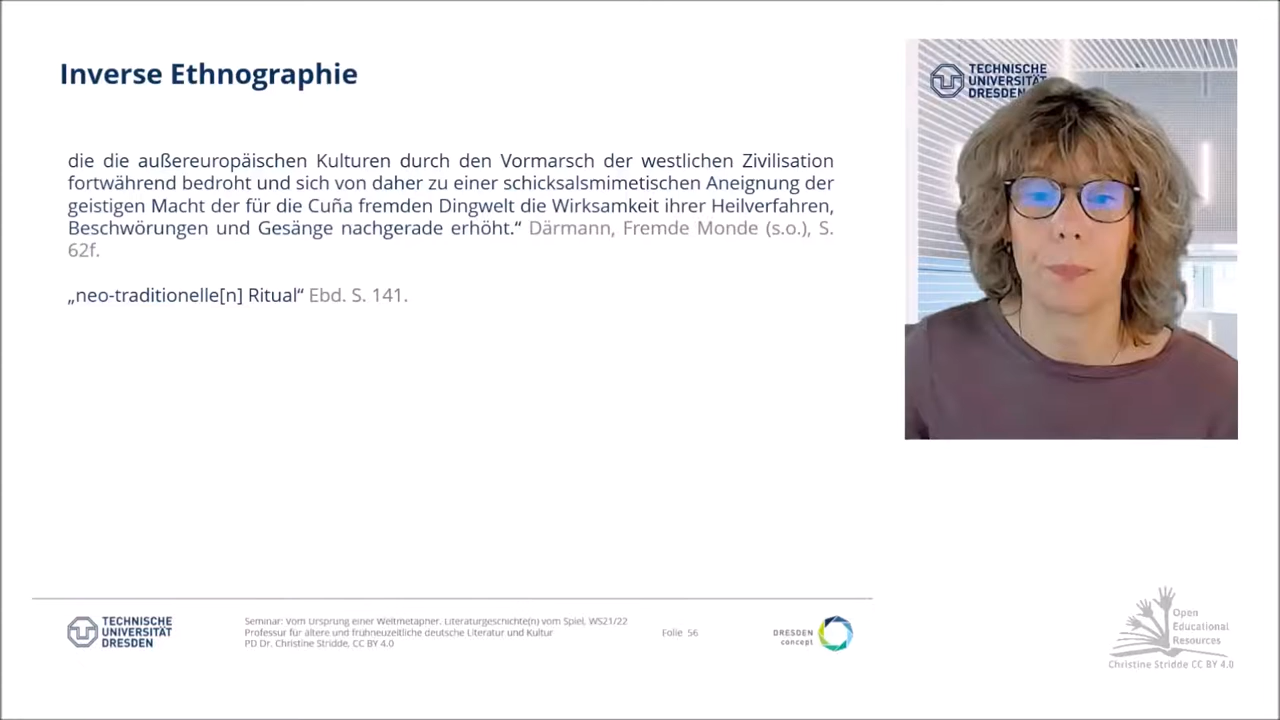 Inverse Ethnographie
TECHNISCHE
UNIVERSITÄT
DRESDEN
die die außereuropäischen Kulturen durch den Vormarsch der westlichen Zivilisation
fortwährend bedroht und sich von daher zu einer schicksalsmimetischen Aneignung der
geistigen Macht der für die Cuña fremden Dingwelt die Wirksamkeit ihrer Heilverfahren,
Beschwörungen und Gesänge nachgerade erhöht.“ Därmann, Fremde Monde (s.o.), S.
62f.
„neo-traditionelle[n] Ritual“ Ebd. S. 141.
TECHNISCHE
UNIVERSITÄT
DRESDEN
Seminar: Vom Ursprung einer Weltmetapher. Literaturgeschichte(n) vom Spiel, WS21/22
Professur für ältere und frühneuzeitliche deutsche Literatur und Kultur
PD Dr. Christine Stridde, CC BY 4.0
Folie 56
DRESDEN
concept
Open
Educational
Resources
Christine Stridde CC BY 4.0